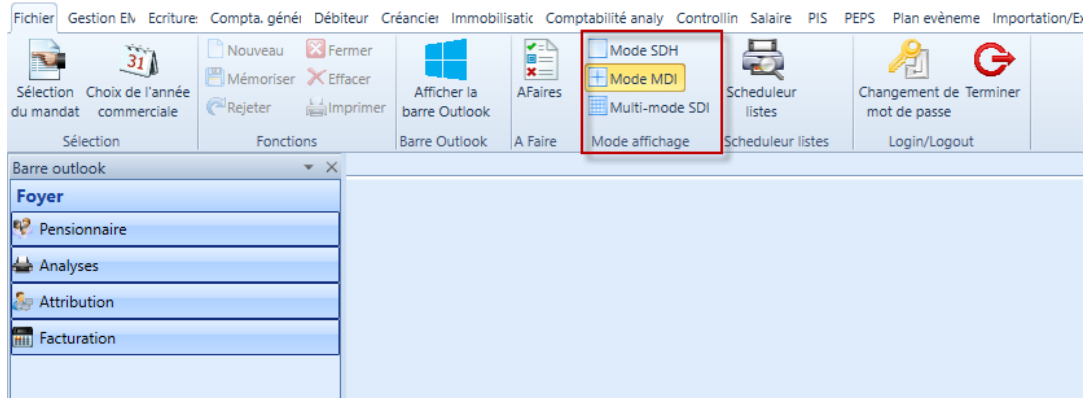 Fichier Gestion EM Ecriture: Compta. génér Débiteur Créancier Immobilisatic Comptabilité analy Controllin Salaire PIS PEPS Plan evèneme Importation/Ex
Sélection du mandat
Choix de l'année commerciale
Sélection
Nouveau
Mémoriser
Rejeter
Fermer
Effacer
Imprimer
Fonctions
Afficher la
barre Outlook
Barre Outlook
AFaires
A Faire
Mode SDH
Mode MDI
Multi-mode SDI
Mode affichage
Scheduleur
listes
Scheduleur listes
Changement de
mot de passe
Terminer
Login/Logout
Barre outlook
Foyer
Pensionnaire
Analyses
Attribution
Facturation